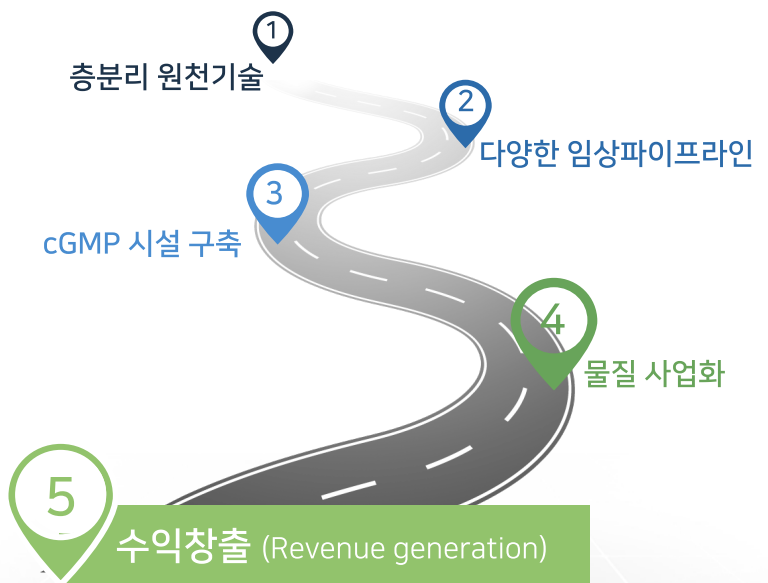 1
층분리 원천기술
2
다양한 임상파이프라인
3
cGMP 시설 구축
4
물질 사업화
5
수익창출 (Revenue generation)